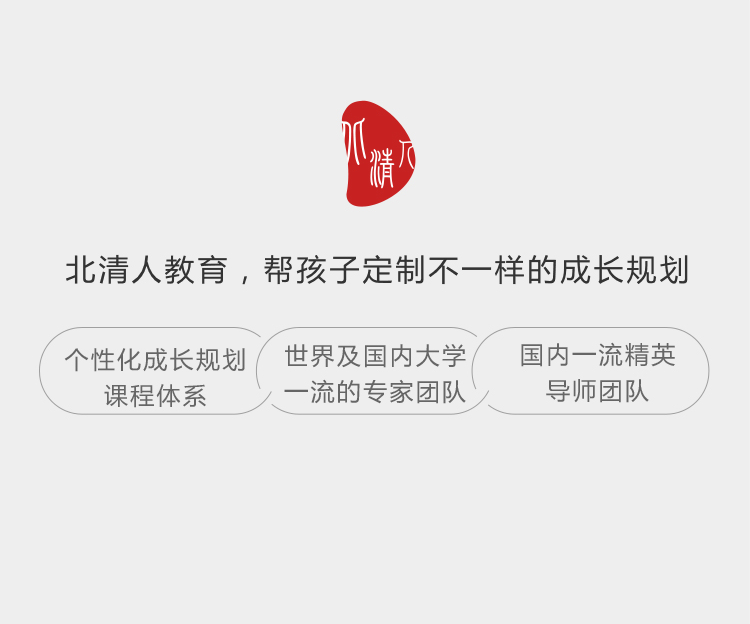 北清人
北清人教育，帮孩子定制不一样的成长规划
个性化成长规划
课程体系
世界及国内大学
一流的专家团队
国内一流精英
导师团队